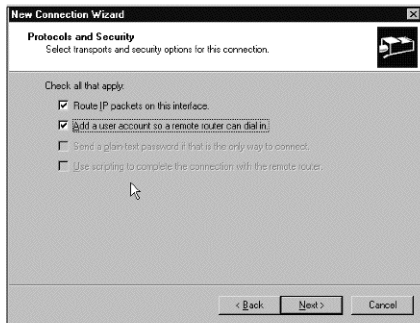 New Connection Wizard
Protocols and Security
Select transports and security options for this connection.
Check all that apply:
Route IP packets on this interface.
Add a user account so a remote router can dial in.
Send a plain-text password if that is the only way to connect.
Use scripting to complete the connection with the remote router.
< Back Next > Cancel